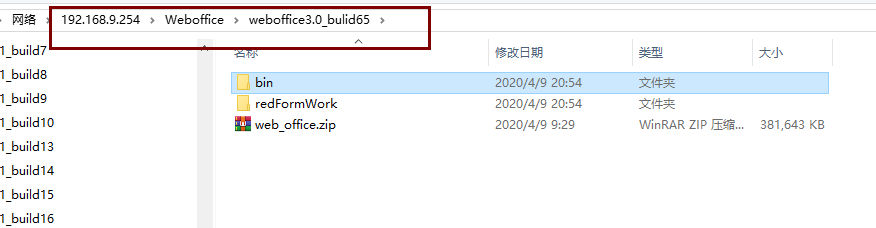 网络 192.168.9.254 Weboffice weboffice3.0_bulid65
1_build7
1_build8
1_build9
1_build10
1_build13
1_build14
1_build15
1_build16
名称 修改日期 类型 大小
bin 2020/4/9 20:54 文件夹
redFormWork 2020/4/9 20:54 文件夹
web_office.zip 2020/4/9 9:29 WinRAR ZIP 压缩... 381,643 KB